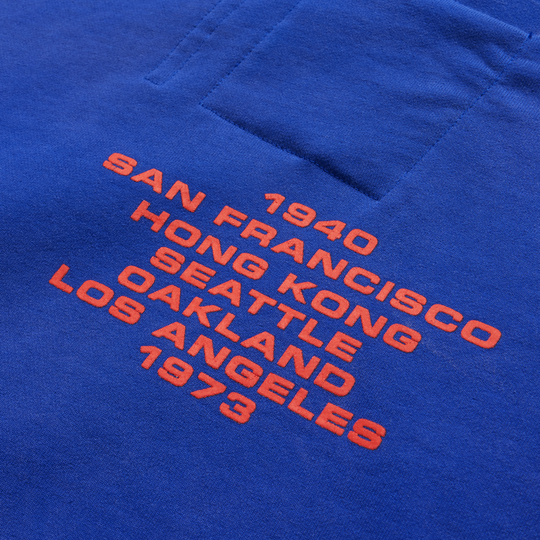 1940
SAN FRANCISCO
HONG KONG
SEATTLE
OAKLAND
LOS ANGELES
1973